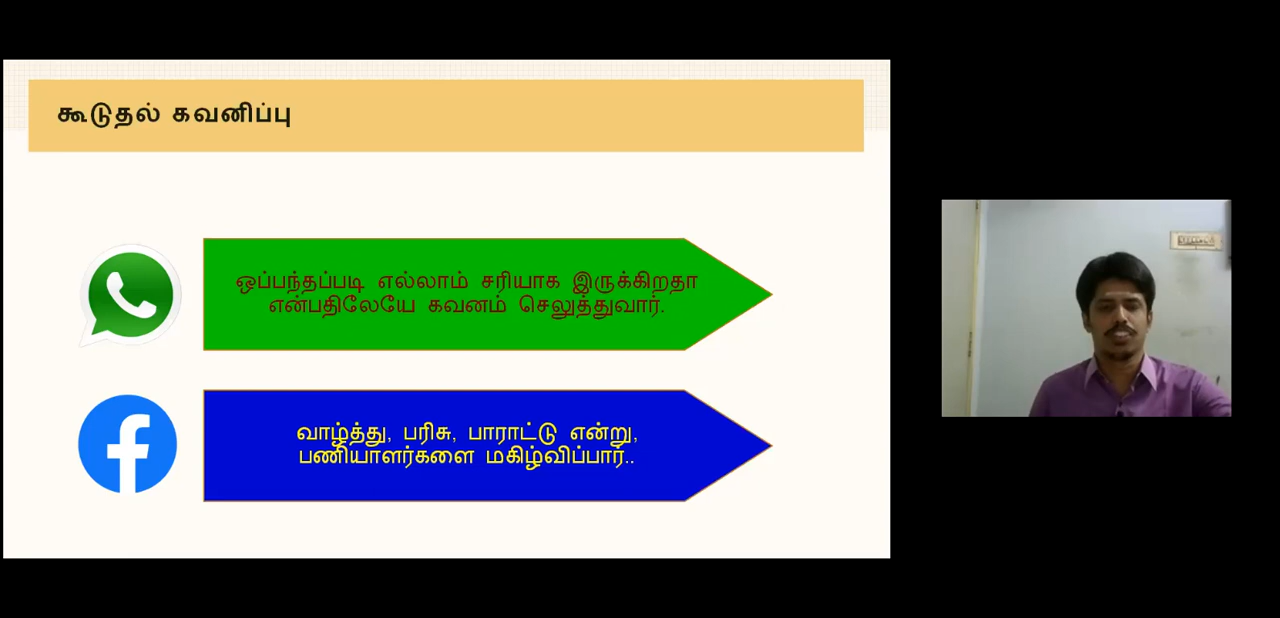 கூடுதல் கவனிப்பு
ஒப்பந்தப்படி எல்லாம் சரியாக இருக்கிறதா
என்பதிலேயே கவனம் செலுத்துவார்.
வாழ்த்து, பரிசு, பாராட்டு என்று,
பணியாளர்களை மகிழ்விப்பார்..